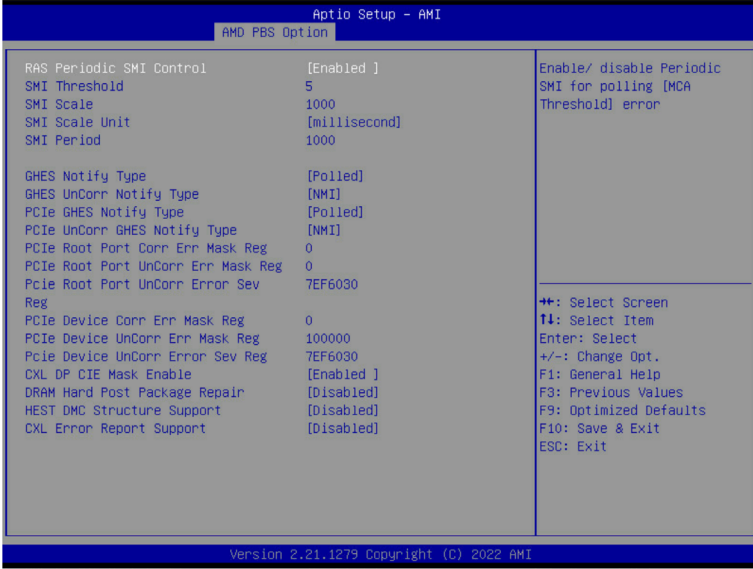 Aptio Setup – AMI
AMD PBS Option
RAS Periodic SMI Control [Enabled ]
SMI Threshold 5
SMI Scale 1000
SMI Scale Unit [millisecond]
SMI Period 1000
GHES Notify Type [Polled]
GHES UnCorr Notify Type [NMI]
PCIe GHES Notify Type [Polled]
PCIe UnCorr GHES Notify Type [NMI]
PCIe Root Port Corr Err Mask Reg 0
PCIe Root Port UnCorr Err Mask Reg 0
Pcie Root Port UnCorr Error Sev 7EF6030
Reg
PCIe Device Corr Err Mask Reg 0
PCIe Device UnCorr Err Mask Reg 100000
Pcie Device UnCorr Error Sev Reg 7EF6030
CXL DP CIE Mask Enable [Enabled ]
DRAM Hard Post Package Repair [Disabled]
HEST DMC Structure Support [Disabled]
CXL Error Report Support [Disabled]
Enable/ disable Periodic
SMI for polling [MCA
Threshold] error
→←: Select Screen
↑↓: Select Item
Enter: Select
+/-: Change Opt.
F1: General Help
F3: Previous Values
F9: Optimized Defaults
F10: Save & Exit
ESC: Exit
Version 2.21.1279 Copyright (C) 2022 AMI